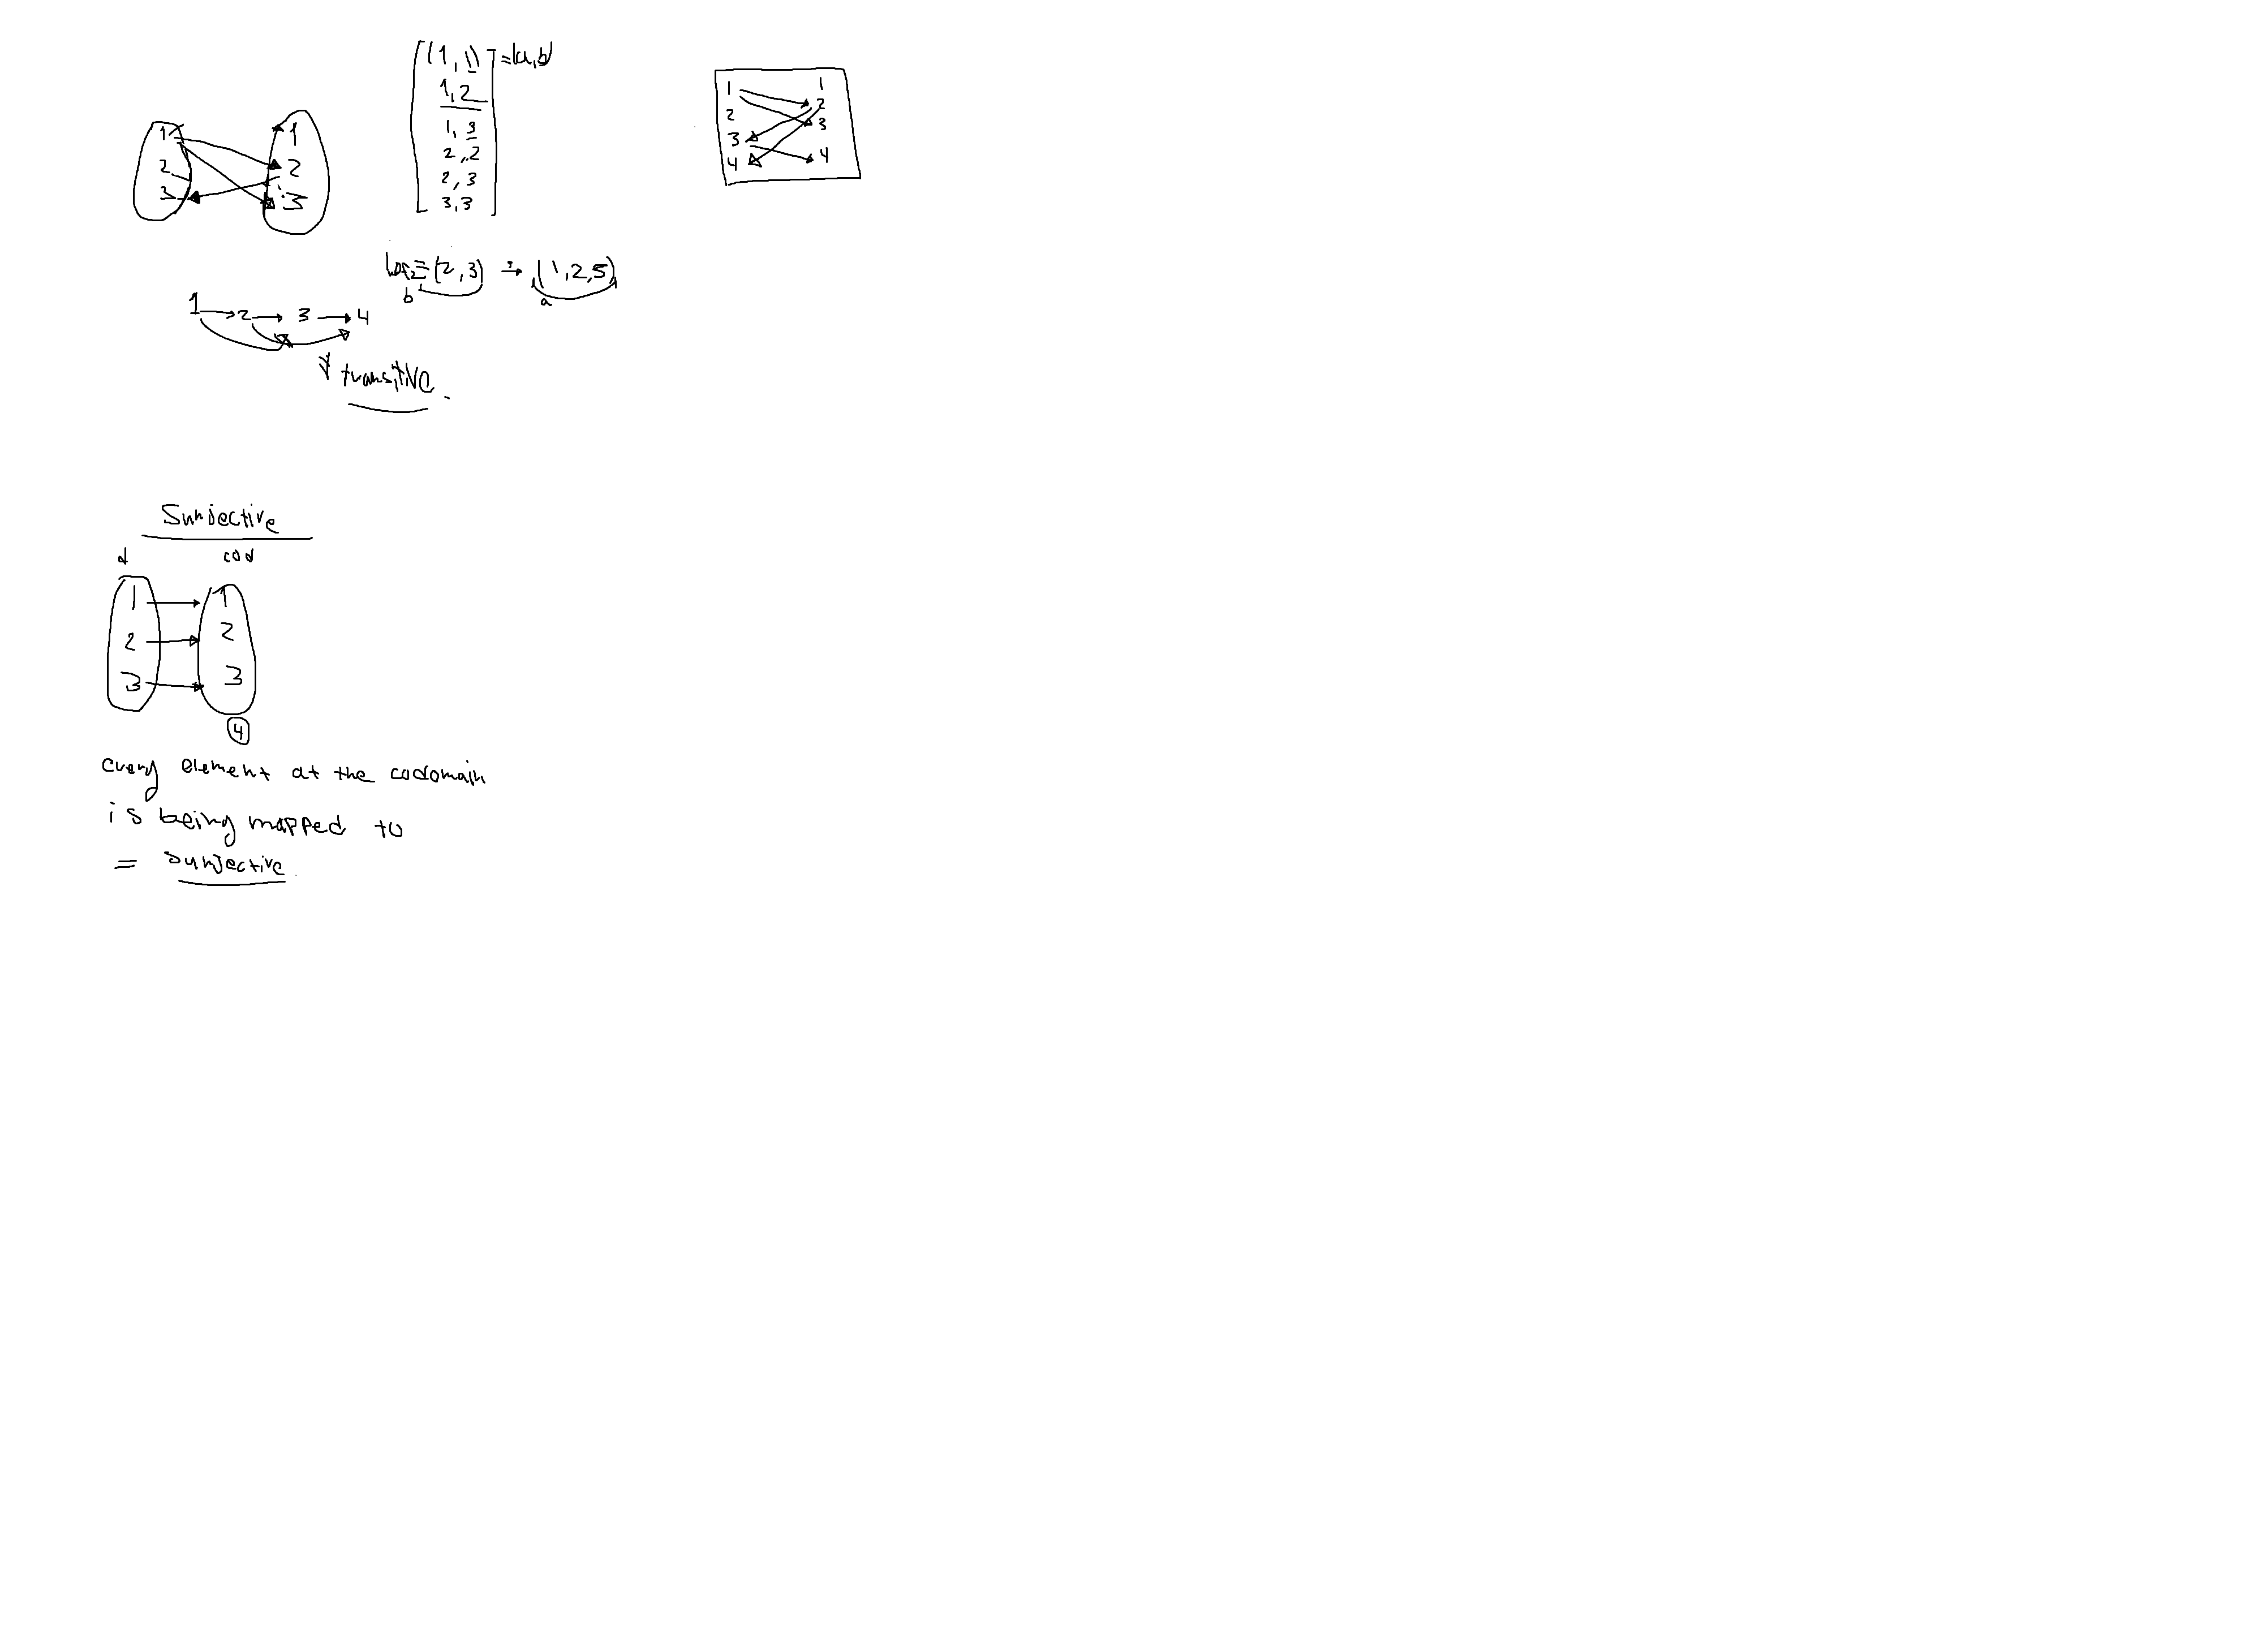 1 1
2 2
3 3
(1,1) =(a,b)
1,2
1,3
2,2
2,3
3,3
1 1
2 2
3 3
4 4
=(2,3) → (1,2,5)
b a
1→2→3→4
transitive
Surjective
d cod
1 1
2 2
3 3
4
every element at the codomain
is being mapped to
= surjective